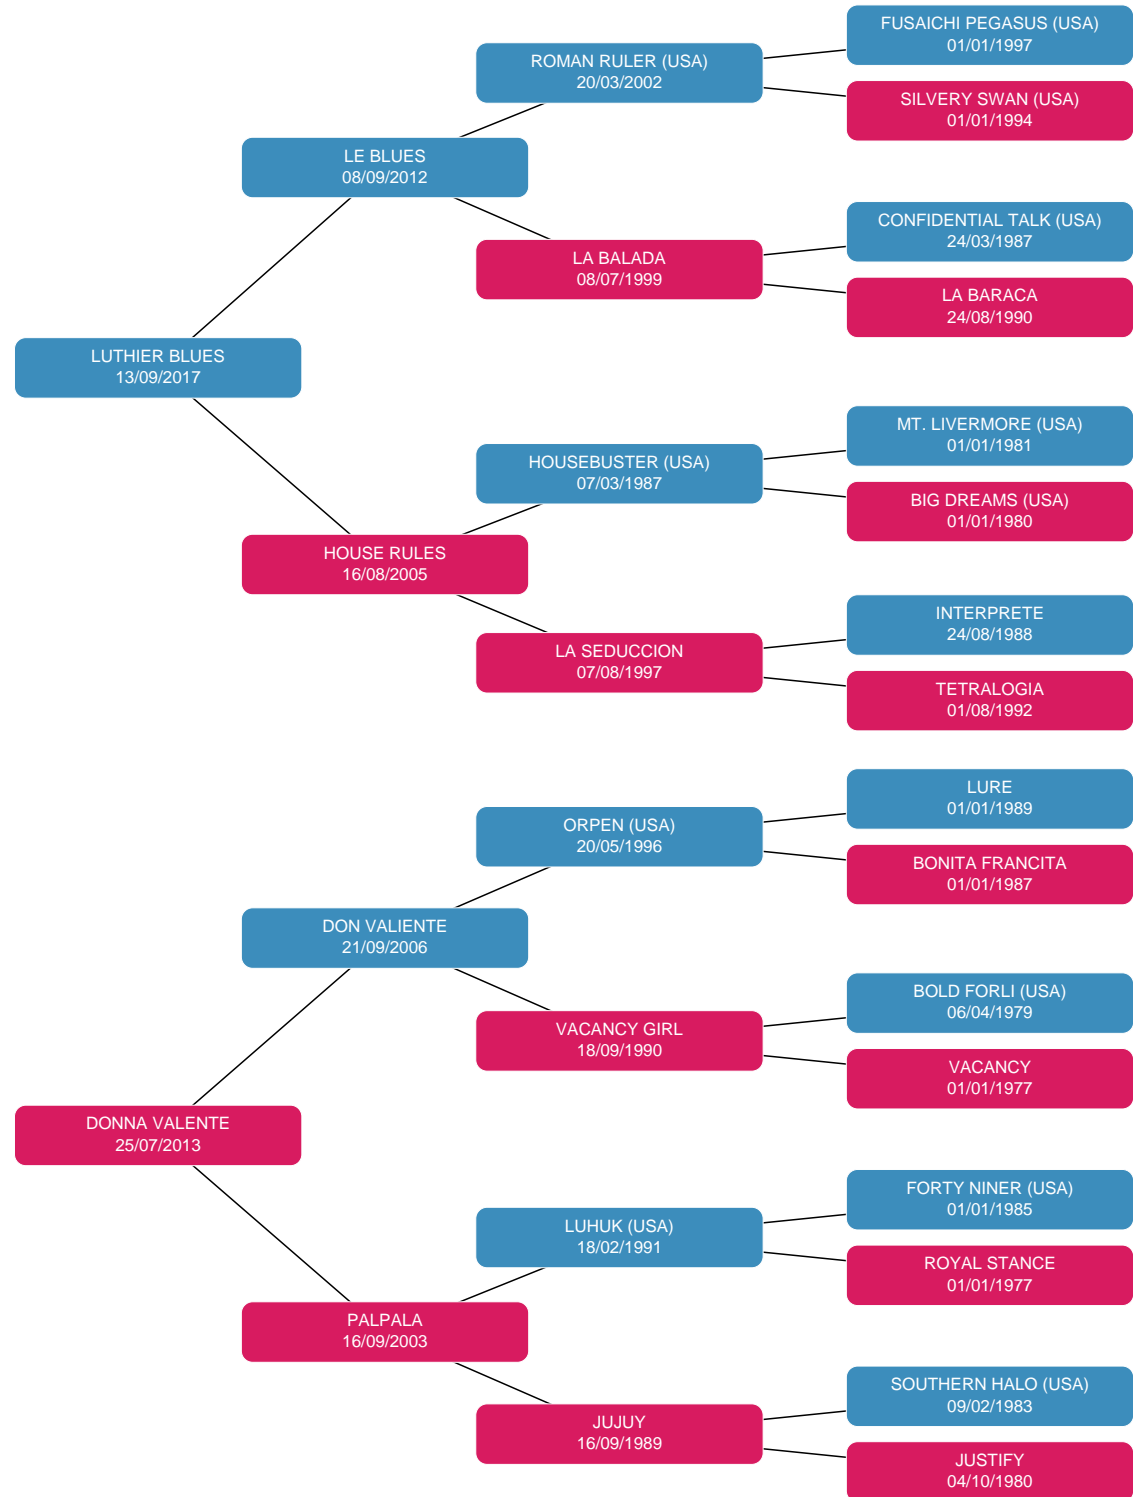 FUSAICHI PEGASUS (USA)
01/01/1997
ROMAN RULER (USA)
20/03/2002
SILVERY SWAN (USA)
01/01/1994
LE BLUES
08/09/2012
CONFIDENTIAL TALK (USA)
24/03/1987
LA BALADA
08/07/1999
LA BARACA
24/08/1990
LUTHIER BLUES
13/09/2017
MT. LIVERMORE (USA)
01/01/1981
HOUSEBUSTER (USA)
07/03/1987
BIG DREAMS (USA)
01/01/1980
HOUSE RULES
16/08/2005
INTERPRETE
24/08/1988
LA SEDUCCION
07/08/1997
TETRALOGIA
01/08/1992
LURE
01/01/1989
ORPEN (USA)
20/05/1996
BONITA FRANCITA
01/01/1987
DON VALIENTE
21/09/2006
BOLD FORLI (USA)
06/04/1979
VACANCY GIRL
18/09/1990
VACANCY
01/01/1977
DONNA VALENTE
25/07/2013
FORTY NINER (USA)
01/01/1985
LUHUK (USA)
18/02/1991
ROYAL STANCE
01/01/1977
PALPALA
16/09/2003
SOUTHERN HALO (USA)
09/02/1983
JUJUY
16/09/1989
JUSTIFY
04/10/1980